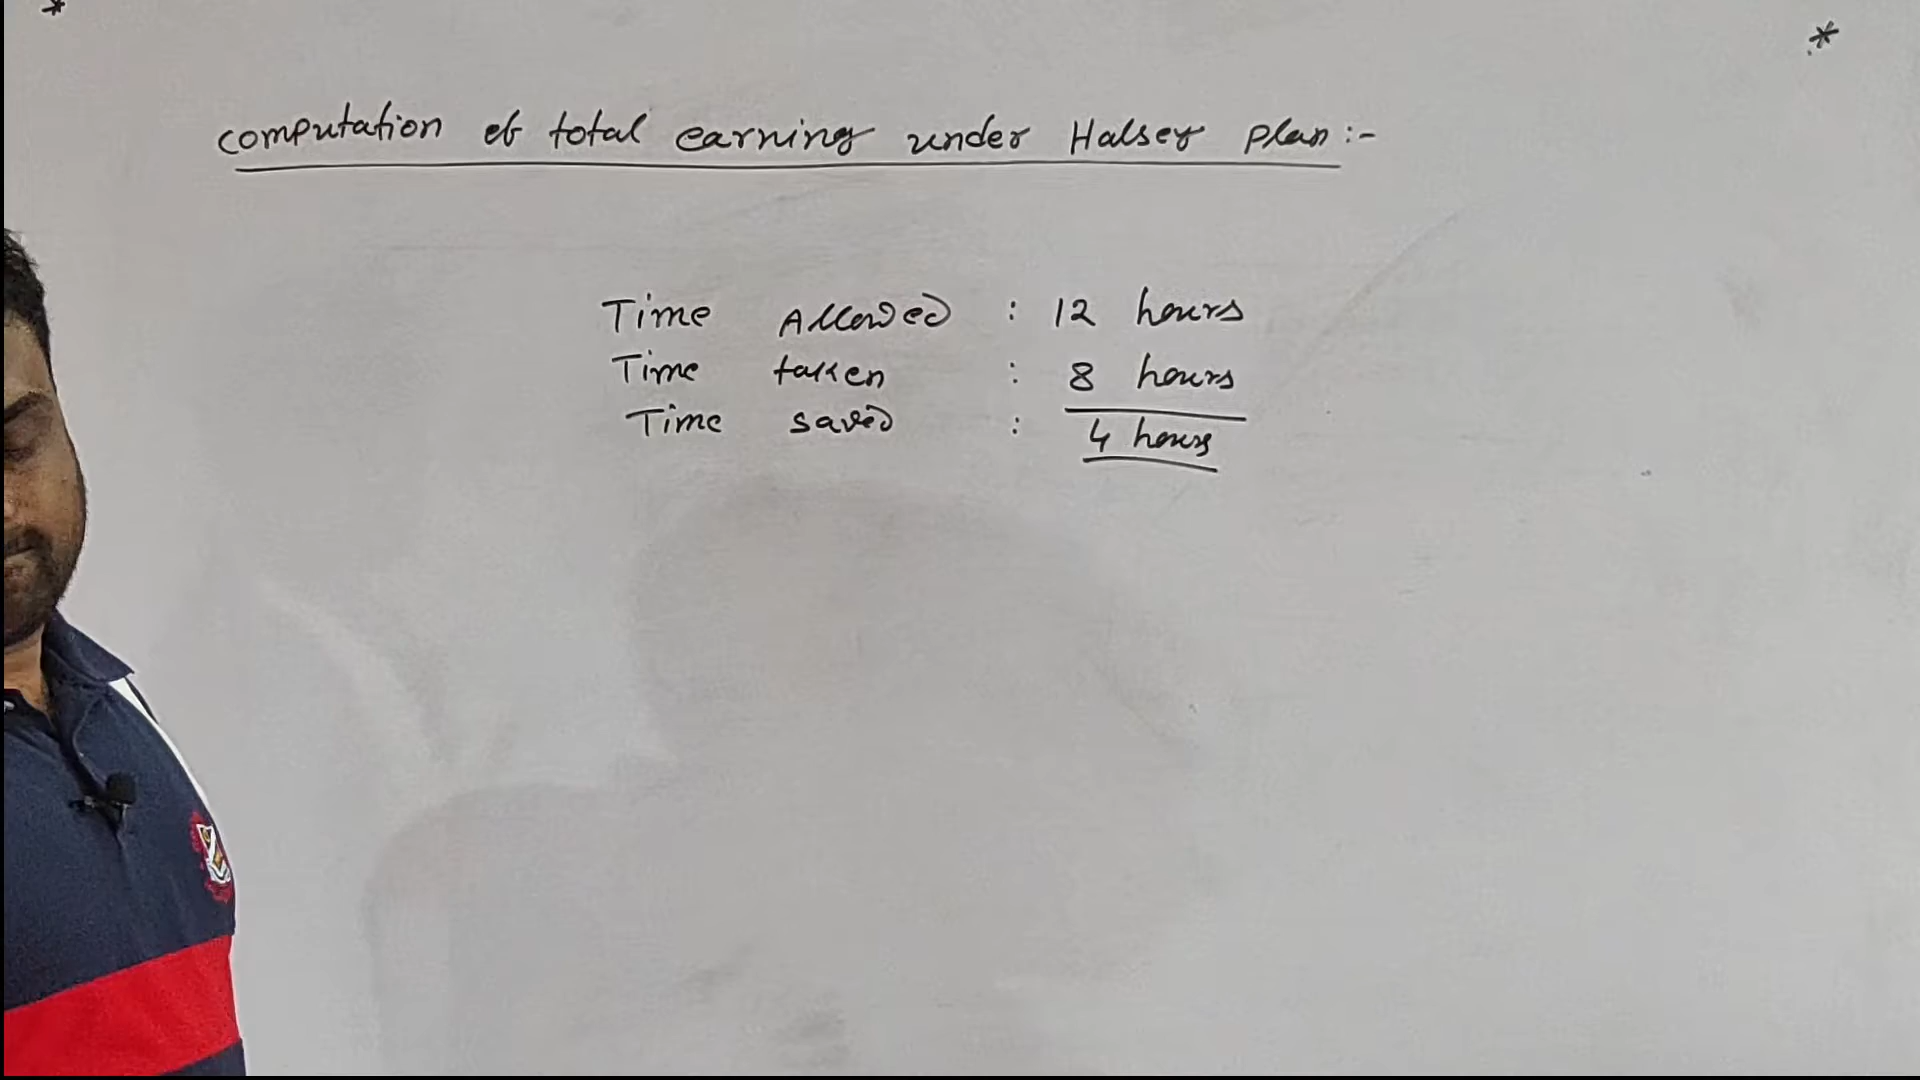 *
*
computation of total earning under Halsey plan :-
Time Allowed : 12 hours
Time taken : 8 hours
Time saved : 4 hours